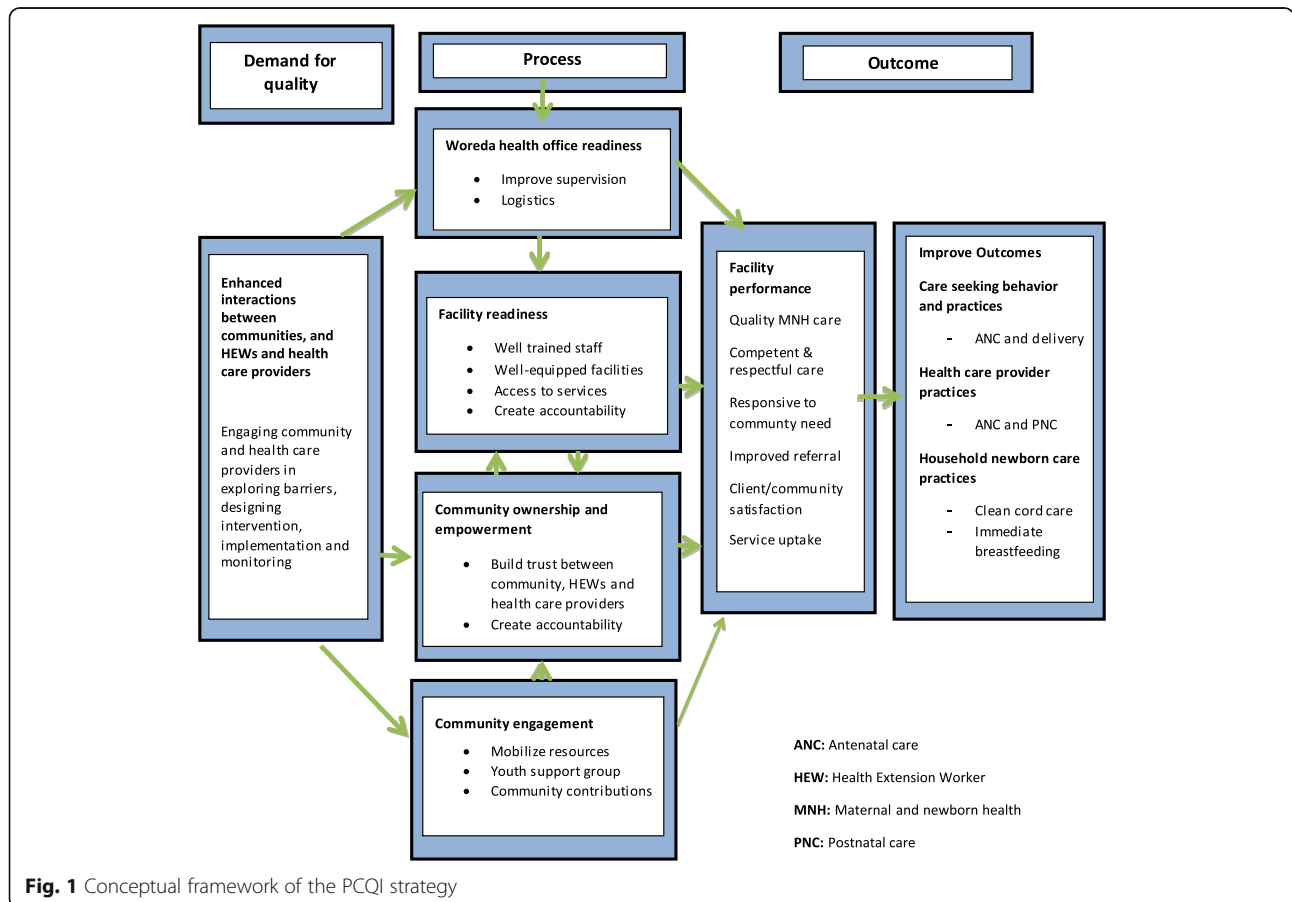 Demand for
quality
Process
Outcome
Woreda health office readiness
• Improve supervision
• Logistics
Enhanced
interactions
between
communities, and
HEWs and health
care providers
Engaging community
and health care
providers in
exploring barriers,
designing
intervention,
implementation and
monitoring
Facility readiness
• Well trained staff
• Well-equipped facilities
• Access to services
• Create accountability
Community ownership and
empowerment
• Build trust between
community, HEWs and
health care providers
• Create accountability
Community engagement
• Mobilize resources
• Youth support group
• Community contributions
Facility
performance
Quality MNH care
Competent &
respectful care
Responsive to
communty need
Improved referral
Client/community
satisfaction
Service uptake
Improve Outcomes
Care seeking behavior
and practices
- ANC and delivery
Health care provider
practices
- ANC and PNC
Household newborn care
practices
- Clean cord care
- Immediate
breastfeeding
ANC: Antenatal care
HEW: Health Extension Worker
MNH: Maternal and newborn health
PNC: Postnatal care
Fig. 1 Conceptual framework of the PCQI strategy